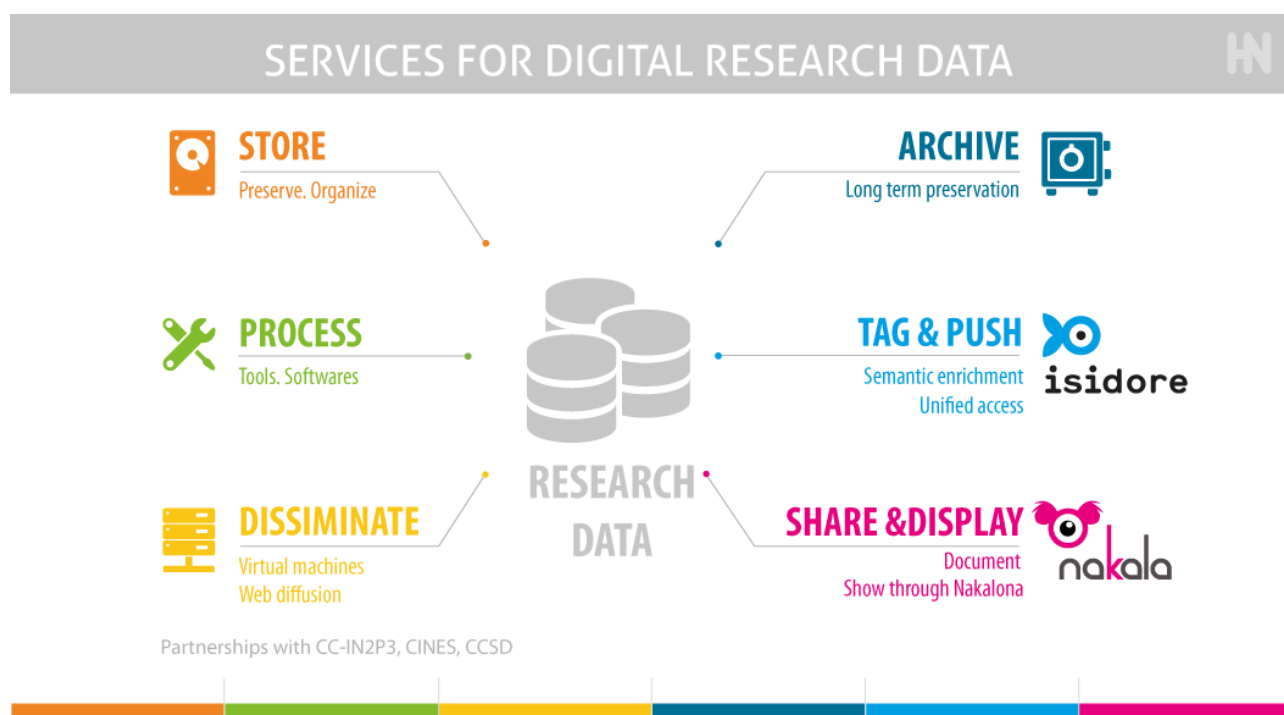 SERVICES FOR DIGITAL RESEARCH DATA
HN
STORE
Preserve. Organize
ARCHIVE
Long term preservation
PROCESS
Tools. Softwares
TAG & PUSH
Semantic enrichment
Unified access
isidore
RESEARCH
DATA
DISSIMINATE
Virtual machines
Web diffusion
SHARE &DISPLAY
Document
Show through Nakalona
nakala
Partnerships with CC-IN2P3, CINES, CCSD